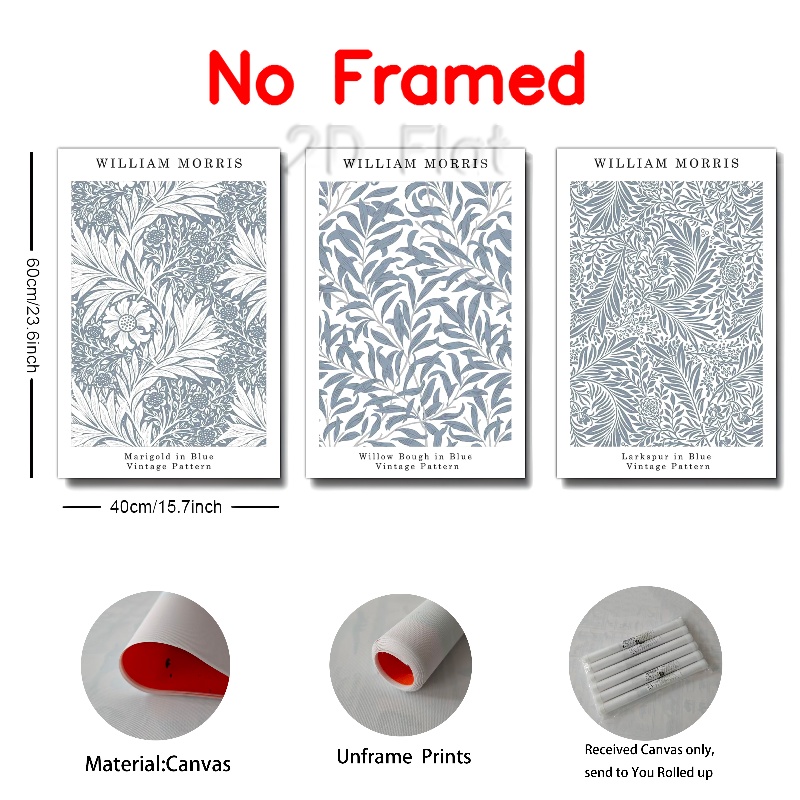 No Framed
2D Flat
WILLIAM MORRIS
WILLIAM MORRIS
WILLIAM MORRIS
60cm/23.6inch
Marigold in Blue
Vintage Pattern
Willow Bough in Blue
Vintage Pattern
Larkspur in Blue
Vintage Pattern
40cm/15.7inch
Material:Canvas
Unframe Prints
Received Canvas only,
send to You Rolled up